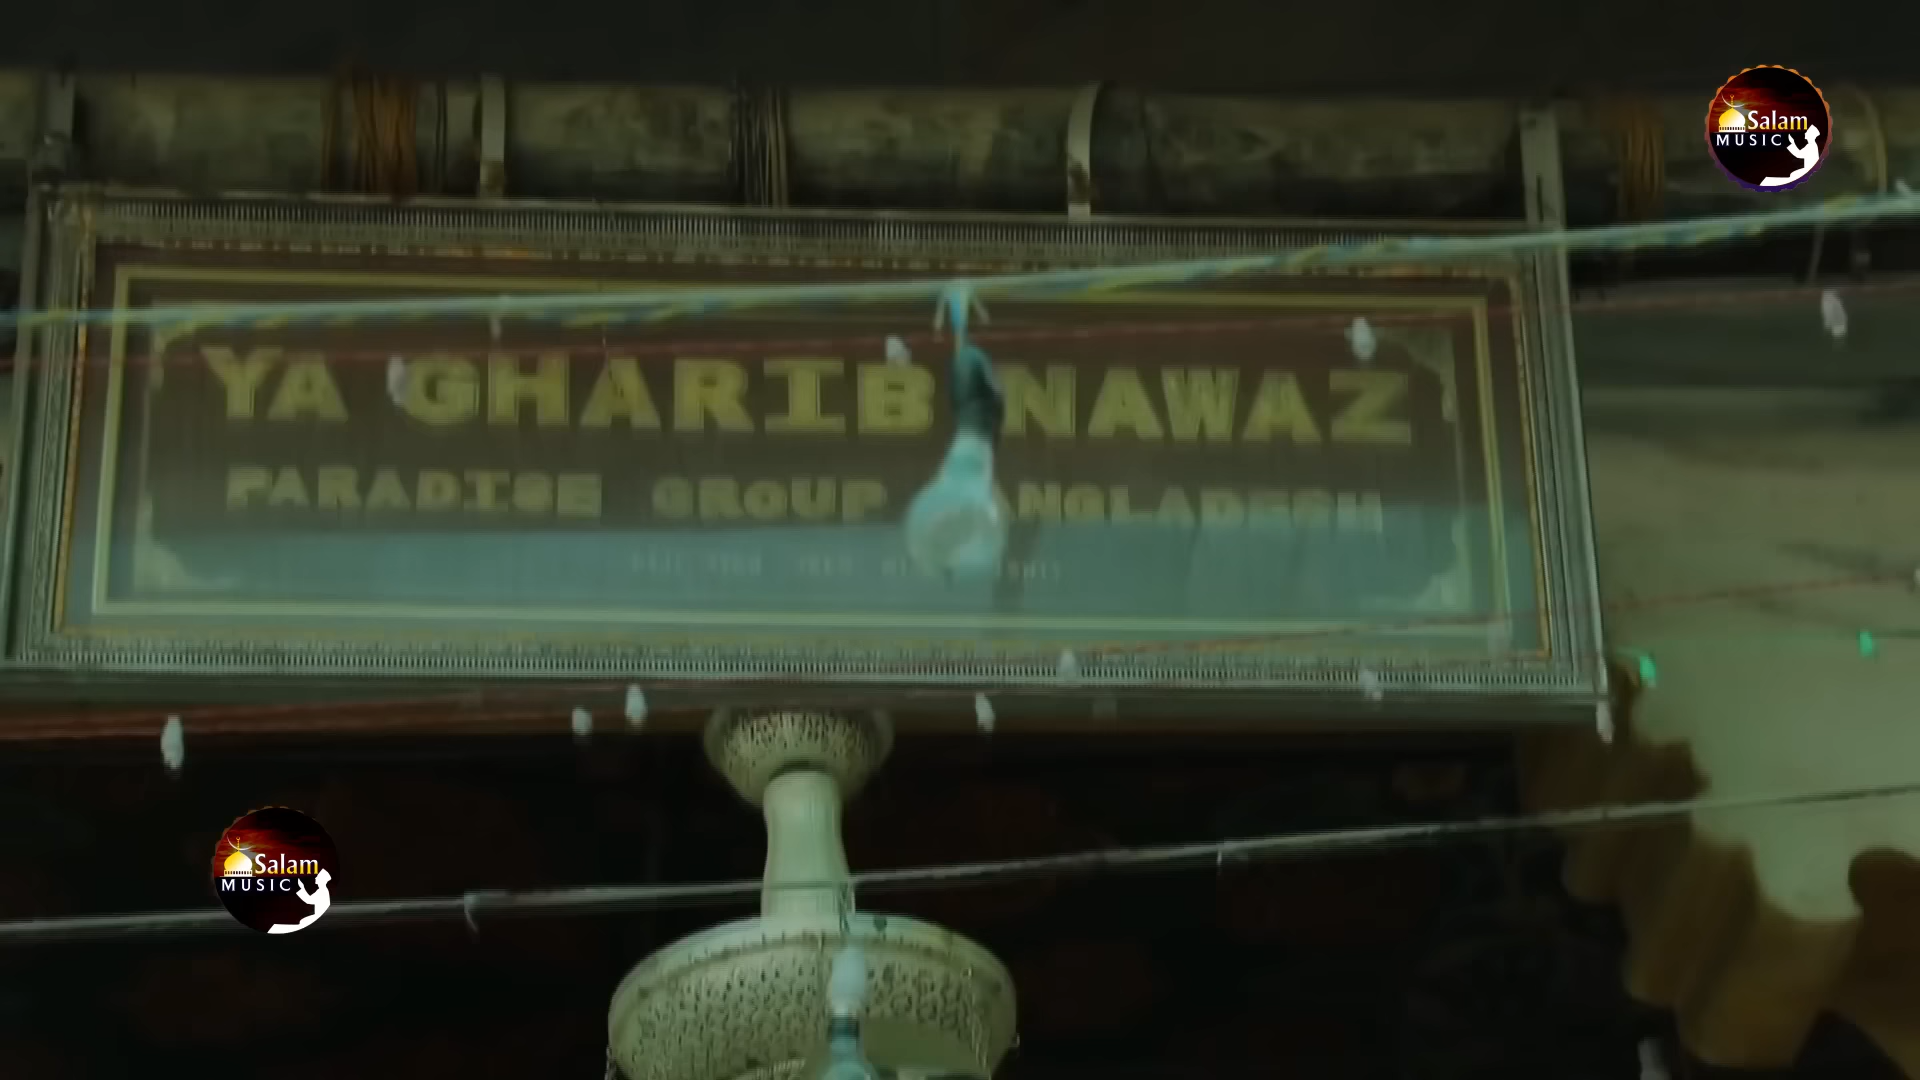 Salam
MUSIC
YA GHARIB NAWAZ
PARADISE GROUP
Salam
MUSIC